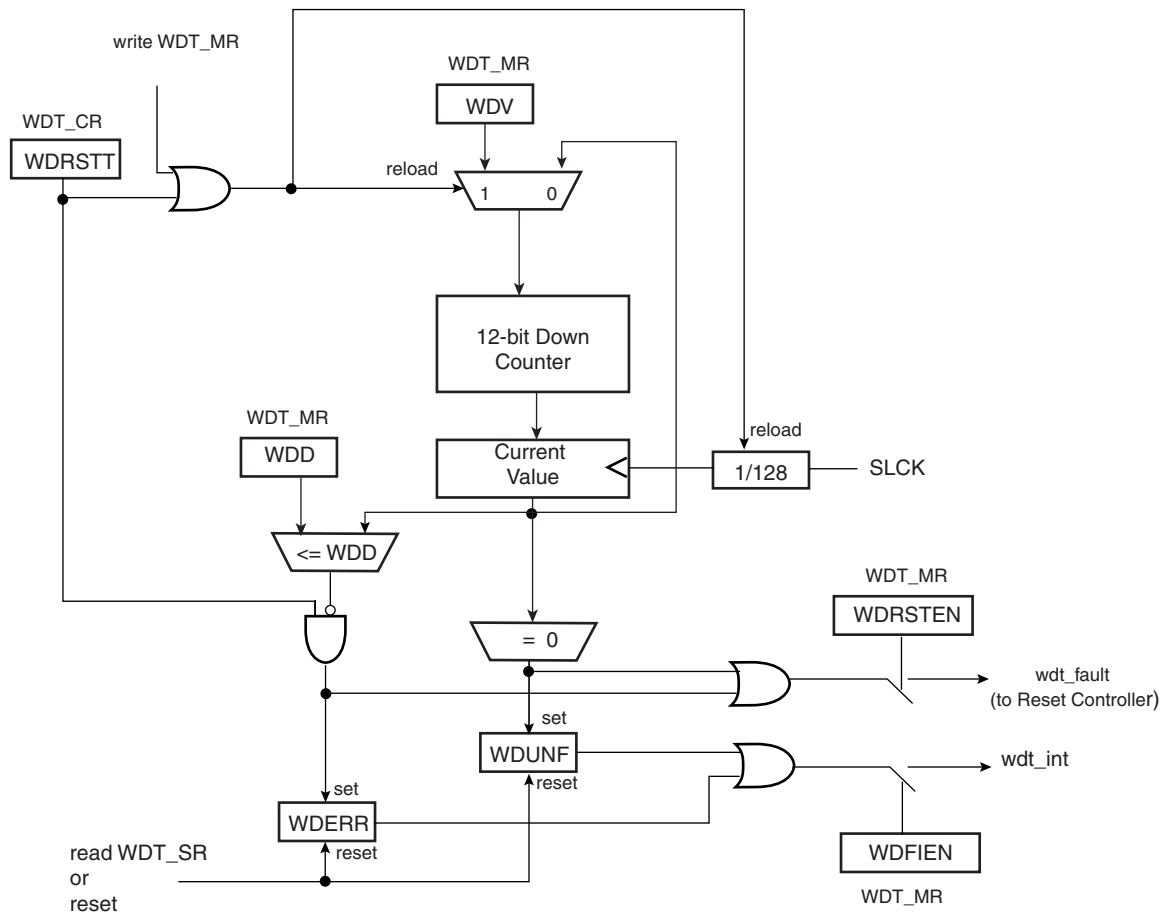 write WDT_MR
WDT_MR
WDV
WDT_CR
WDRSTT
reload
1 0
12-bit Down
Counter
WDT_MR
WDD
reload
Current
Value
1/128
SLCK
<= WDD
WDT_MR
WDRSTEN
= 0
wdt_fault
(to Reset Controller)
set
WDUNF
reset
wdt_int
set
WDERR
reset
read WDT_SR
or
reset
WDFIEN
WDT_MR